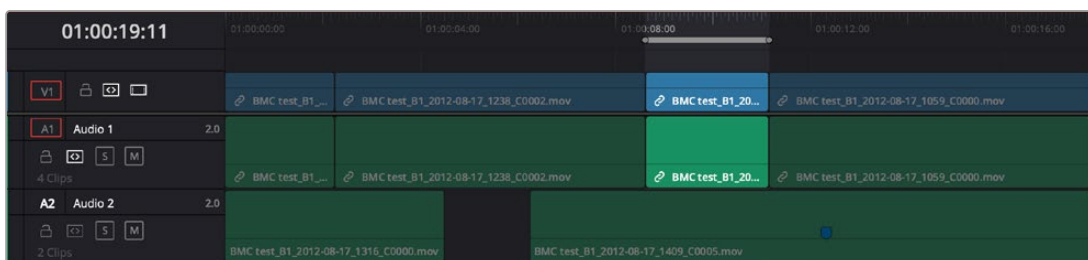 01:00:19:11 01:00:00:00 01:00:04:00 01:00:08:00 01:00:12:00 01:00:16:00
V1 BMC test_B1_... BMC test_B1_2012-08-17_1238_C0002.mov BMC test_B1_20... BMC test_B1_2012-08-17_1059_C0000.mov
A1 Audio 1 2.0
S M
4 Clips BMC test_B1_... BMC test_B1_2012-08-17_1238_C0002.mov BMC test_B1_20... BMC test_B1_2012-08-17_1059_C0000.mov
A2 Audio 2 2.0
S M
2 Clips BMC test_B1_2012-08-17_1316_C0000.mov BMC test_B1_2012-08-17_1409_C0005.mov